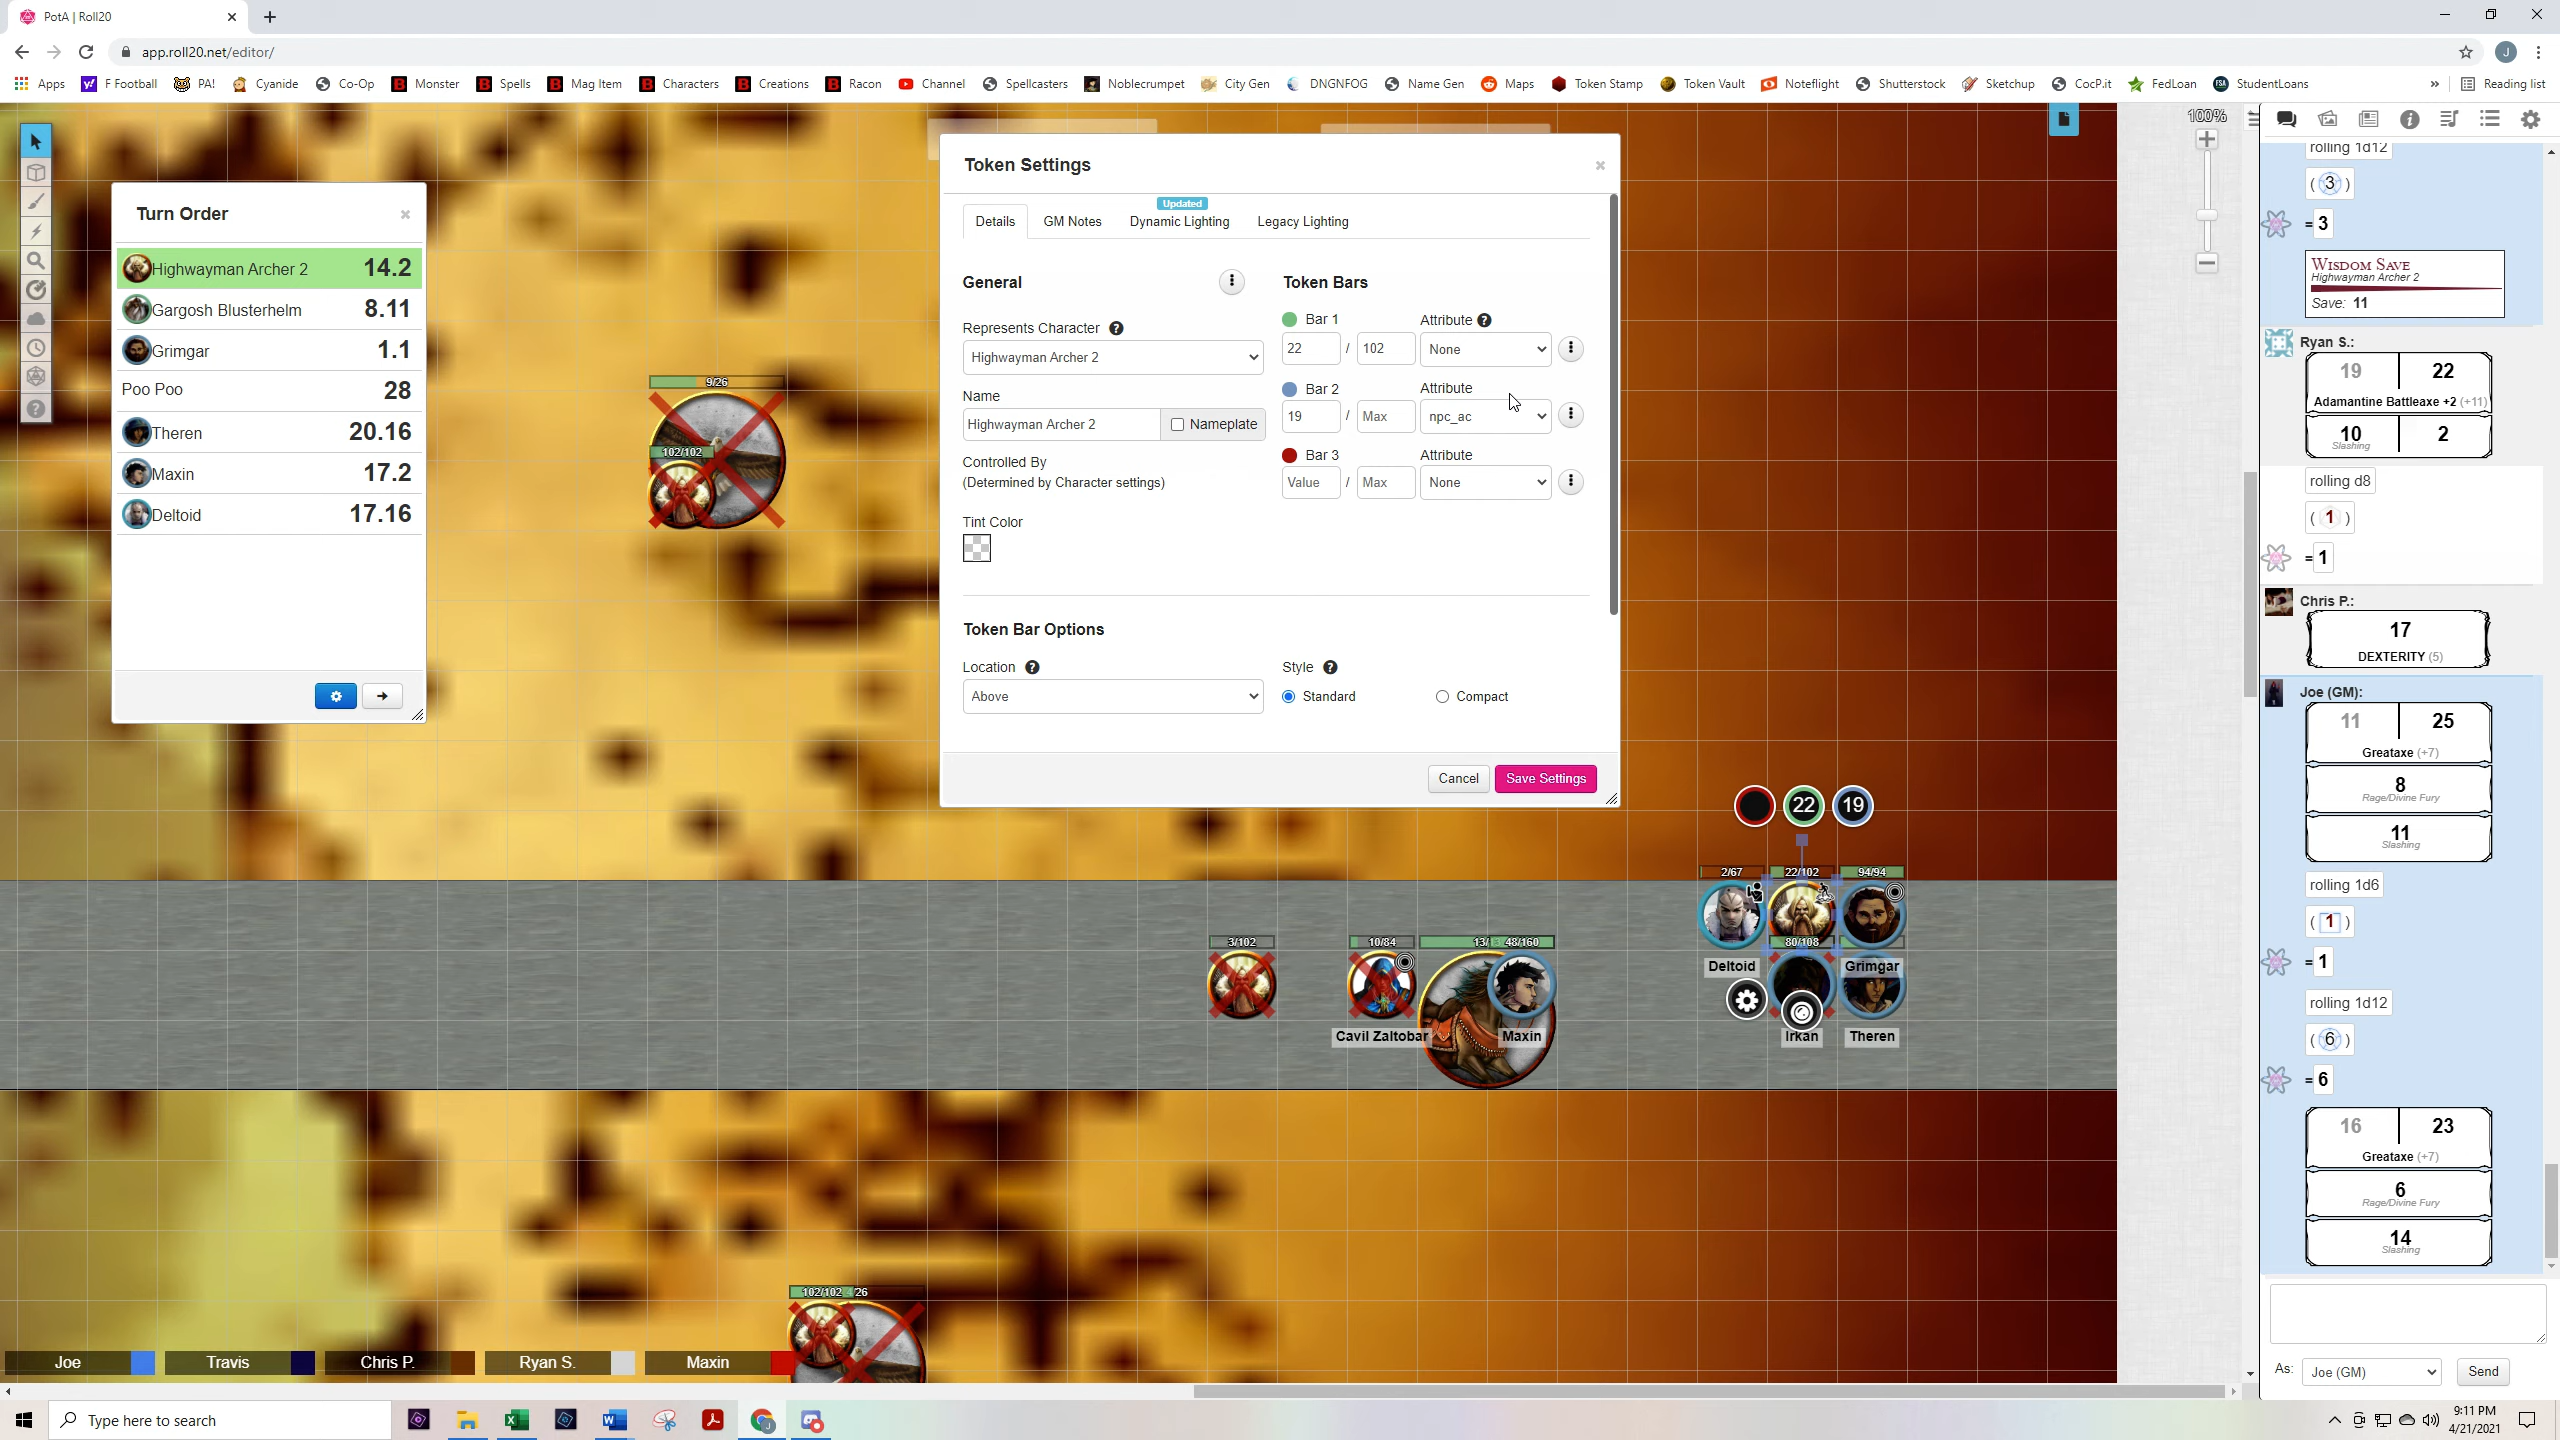 PotA | Roll20
app.roll20.net/editor/
Apps F Football PA! Cyanide Co-Op Monster Spells Mag Item Characters Creations Racon Channel Spellcasters Noblecrumpet City Gen DNGNFOG Name Gen Maps Token Stamp Token Vault Noteflight Shutterstock Sketchup CocP.it FedLoan StudentLoans » Reading list
Turn Order
Highwayman Archer 2 14.2
Gargosh Blusterhelm 8.11
Grimgar 1.1
Poo Poo 28
Theren 20.16
Maxin 17.2
Deltoid 17.16
9/26
102/102
Token Settings
Updated
Details GM Notes Dynamic Lighting Legacy Lighting
General
Represents Character
Highwayman Archer 2
Name
Highwayman Archer 2 Nameplate
Controlled By
(Determined by Character settings)
Tint Color
Token Bars
Bar 1 Attribute
22 / 102 None
Bar 2 Attribute
19 / Max npc_ac
Bar 3 Attribute
Value / Max None
Token Bar Options
Location Style
Above Standard Compact
Cancel Save Settings
22 19
2/67 22/102 94/94
80/108
Deltoid Grimgar
Irkan Theren
3/102 10/84 48/160
Cavil Zaltobar Maxin
102/102
Joe Travis Chris P. Ryan S. Maxin
100%
rolling 1d12
( 3 )
= 3
WISDOM SAVE
Highwayman Archer 2
Save: 11
Ryan S.:
19 22
Adamantine Battleaxe +2 (+11)
10 2
Slashing
rolling d8
( 1 )
= 1
Chris P.:
17
DEXTERITY (5)
Joe (GM):
11 25
Greataxe (+7)
8
Rage/Divine Fury
11
Slashing
rolling 1d6
( 1 )
= 1
rolling 1d12
( 6 )
= 6
16 23
Greataxe (+7)
6
Rage/Divine Fury
14
Slashing
As: Joe (GM) Send
Type here to search
9:11 PM
4/21/2021